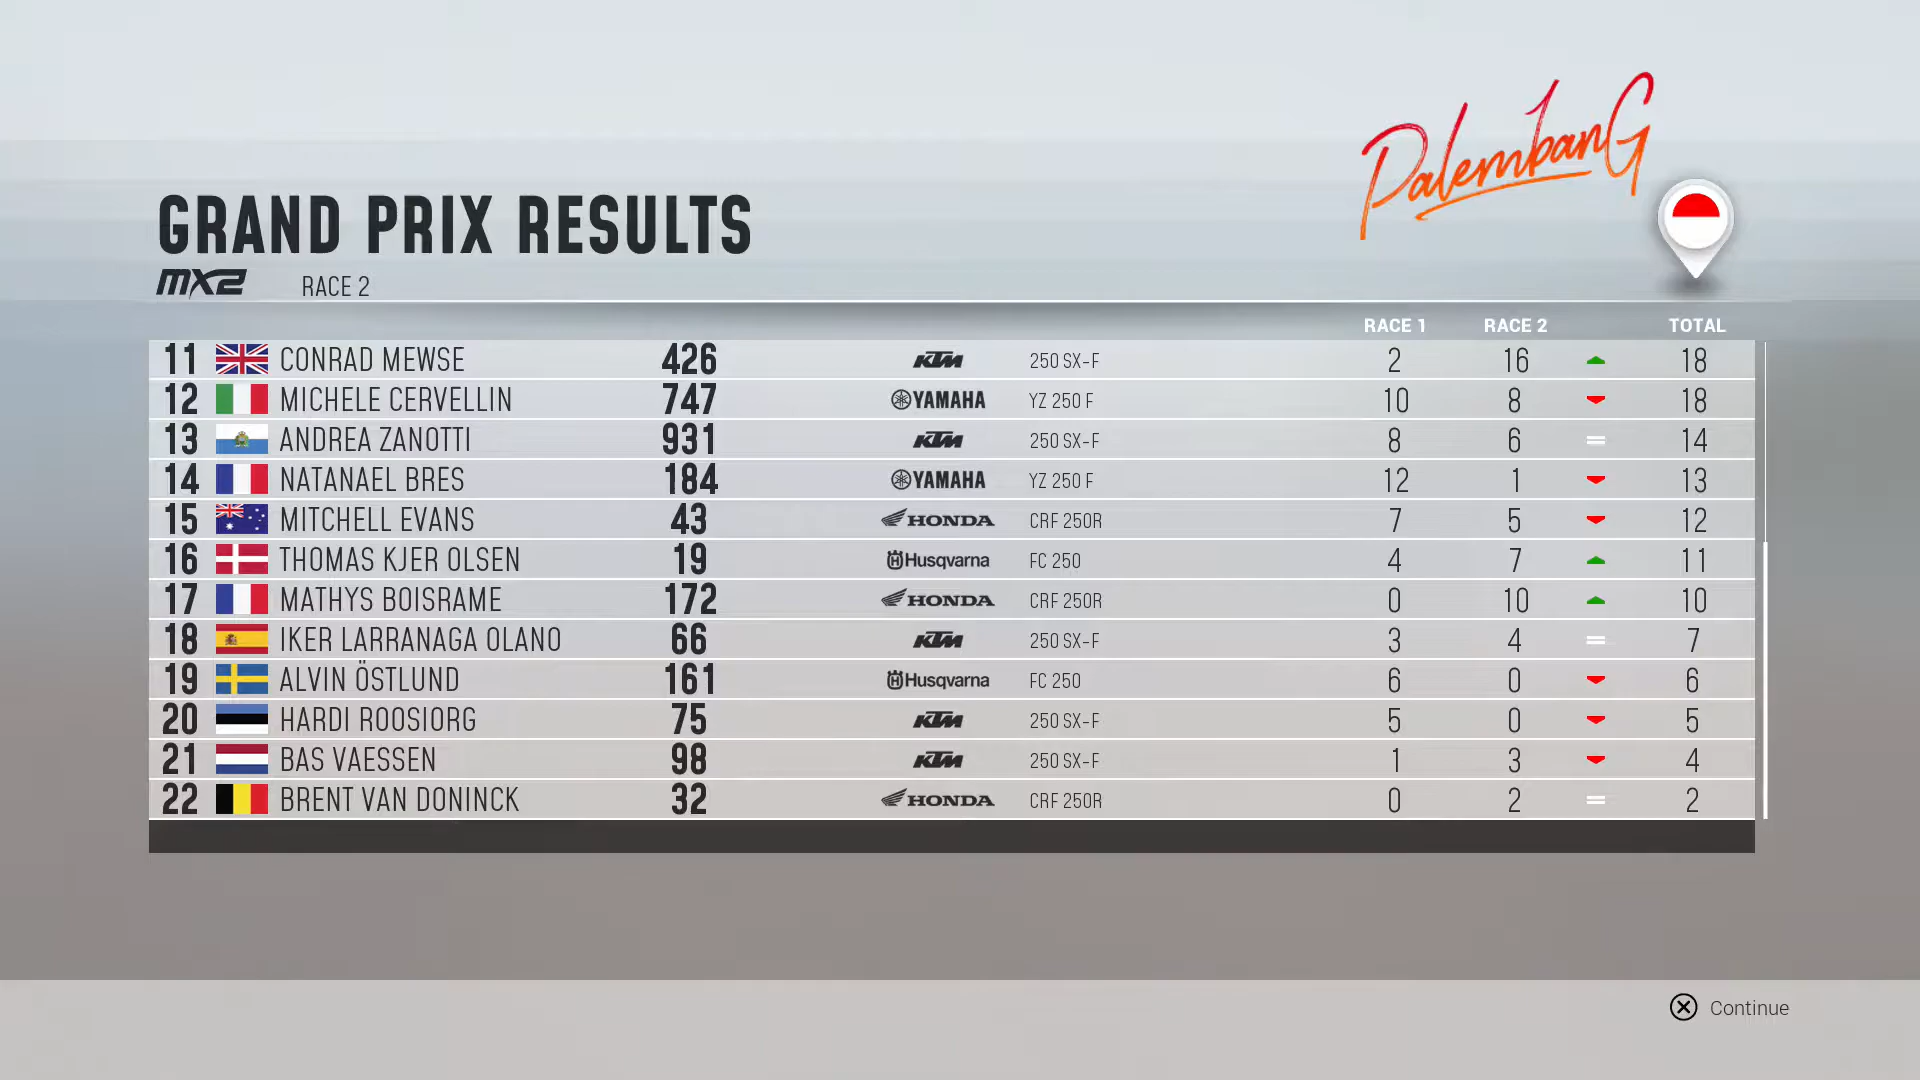 PalembanG
GRAND PRIX RESULTS
MX2 RACE 2
RACE 1 RACE 2 TOTAL
11 CONRAD MEWSE 426 KTM 250 SX-F 2 16 18
12 MICHELE CERVELLIN 747 YAMAHA YZ 250 F 10 8 18
13 ANDREA ZANOTTI 931 KTM 250 SX-F 8 6 14
14 NATANAEL BRES 184 YAMAHA YZ 250 F 12 1 13
15 MITCHELL EVANS 43 HONDA CRF 250R 7 5 12
16 THOMAS KJER OLSEN 19 Husqvarna FC 250 4 7 11
17 MATHYS BOISRAME 172 HONDA CRF 250R 0 10 10
18 IKER LARRANAGA OLANO 66 KTM 250 SX-F 3 4 7
19 ALVIN ÖSTLUND 161 Husqvarna FC 250 6 0 6
20 HARDI ROOSIORG 75 KTM 250 SX-F 5 0 5
21 BAS VAESSEN 98 KTM 250 SX-F 1 3 4
22 BRENT VAN DONINCK 32 HONDA CRF 250R 0 2 2
Continue